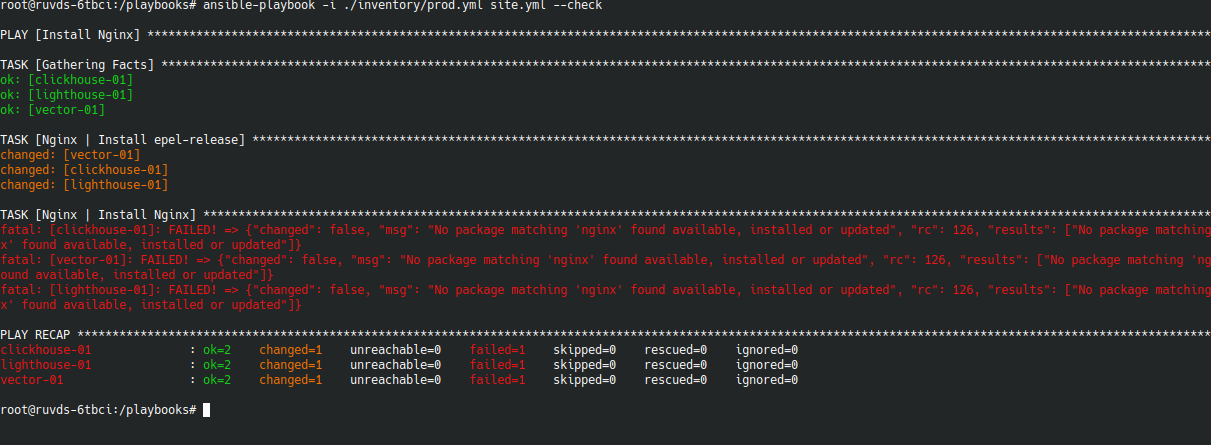 root@ruvds-6tbci:/playbooks# ansible-playbook -i ./inventory/prod.yml site.yml --check
PLAY [Install Nginx] ****************************************************************************************************************************************************
TASK [Gathering Facts] **************************************************************************************************************************************************
ok: [clickhouse-01]
ok: [lighthouse-01]
ok: [vector-01]
TASK [Nginx | Install epel-release] *****************************************************************************************************************************************
changed: [vector-01]
changed: [clickhouse-01]
changed: [lighthouse-01]
TASK [Nginx | Install Nginx] ************************************************************************************************************************************************
fatal: [clickhouse-01]: FAILED! => {"changed": false, "msg": "No package matching 'nginx' found available, installed or updated", "rc": 126, "results": ["No package matching
x' found available, installed or updated"]}
fatal: [vector-01]: FAILED! => {"changed": false, "msg": "No package matching 'nginx' found available, installed or updated", "rc": 126, "results": ["No package matching 'ng
ound available, installed or updated"]}
fatal: [lighthouse-01]: FAILED! => {"changed": false, "msg": "No package matching 'nginx' found available, installed or updated", "rc": 126, "results": ["No package matching
x' found available, installed or updated"]}
PLAY RECAP ******************************************************************************************************************************************************************
clickhouse-01 : ok=2 changed=1 unreachable=0 failed=1 skipped=0 rescued=0 ignored=0
lighthouse-01 : ok=2 changed=1 unreachable=0 failed=1 skipped=0 rescued=0 ignored=0
vector-01 : ok=2 changed=1 unreachable=0 failed=1 skipped=0 rescued=0 ignored=0
root@ruvds-6tbci:/playbooks#